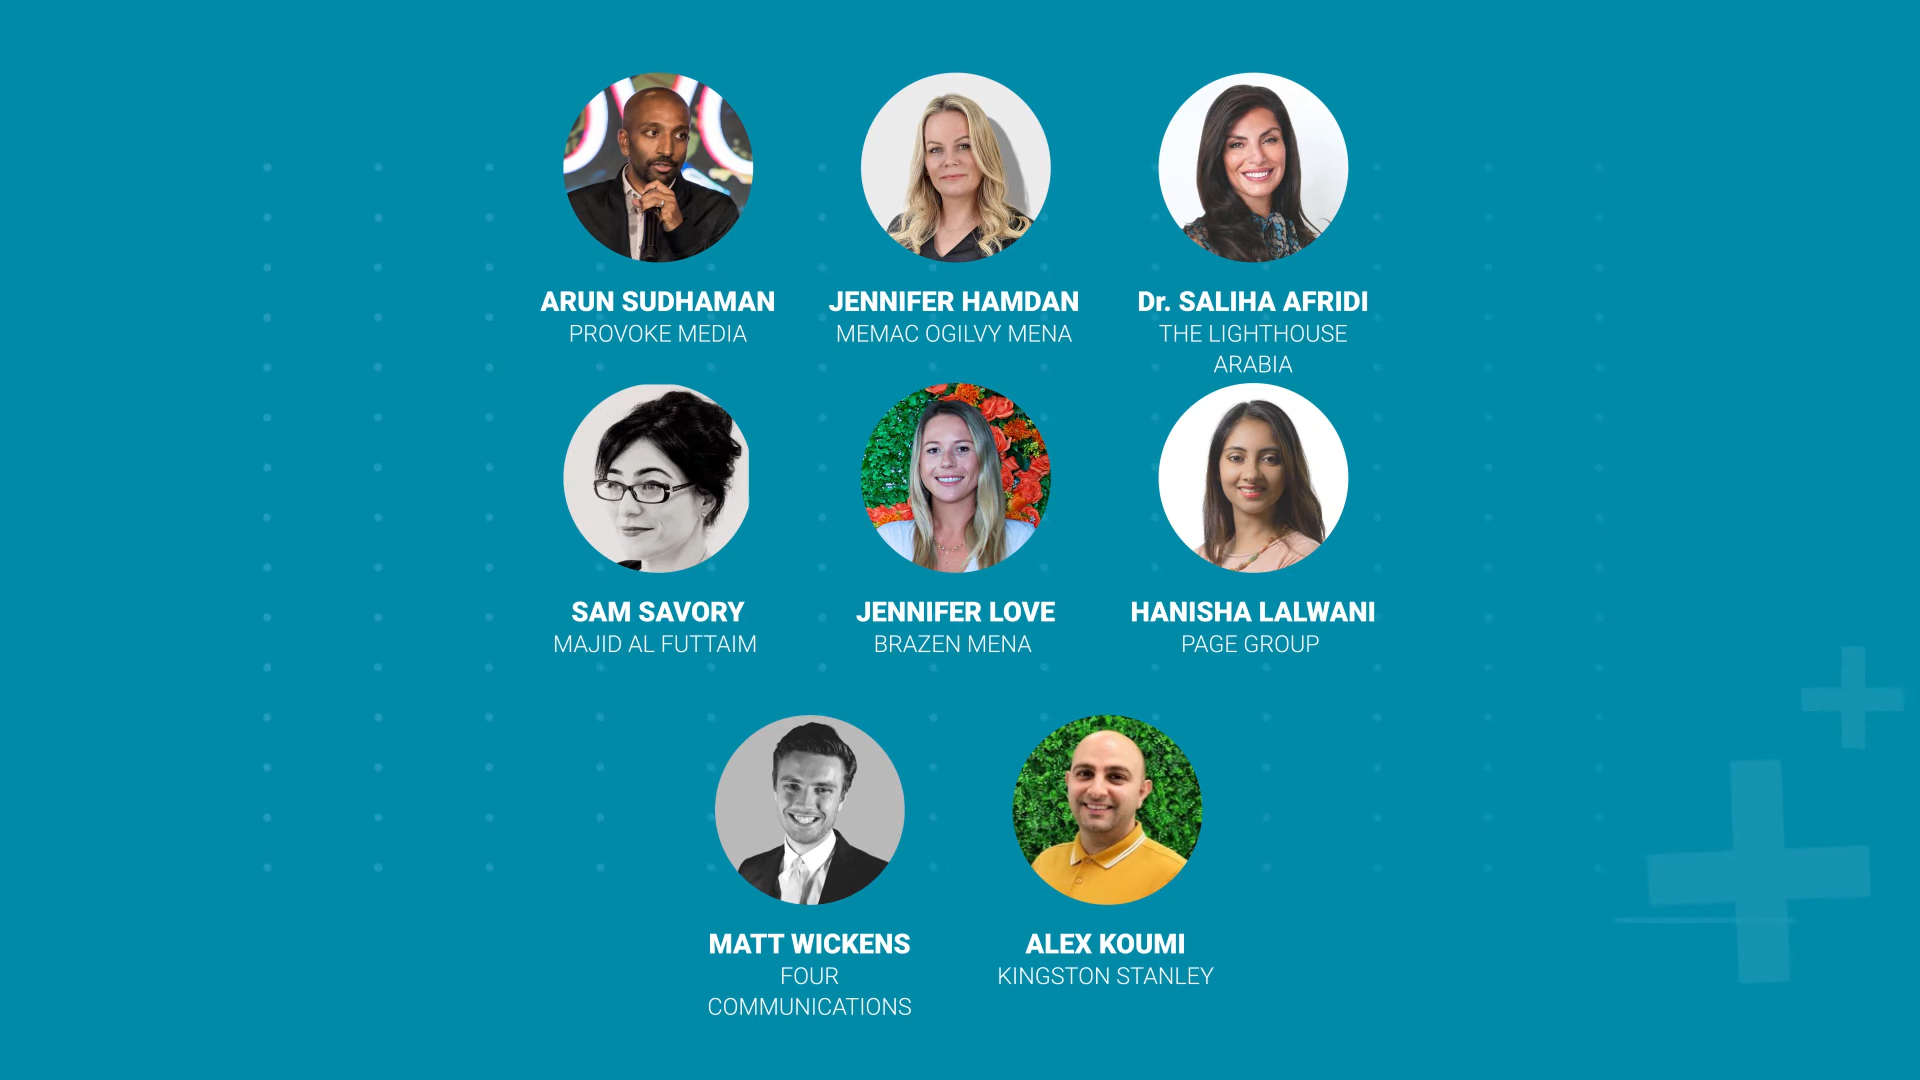 ARUN SUDHAMAN
PROVOKE MEDIA
JENNIFER HAMDAN
MEMAC OGILVY MENA
Dr. SALIHA AFRIDI
THE LIGHTHOUSE
ARABIA
SAM SAVORY
MAJID AL FUTTAIM
JENNIFER LOVE
BRAZEN MENA
HANISHA LALWANI
PAGE GROUP
MATT WICKENS
FOUR
COMMUNICATIONS
ALEX KOUMI
KINGSTON STANLEY